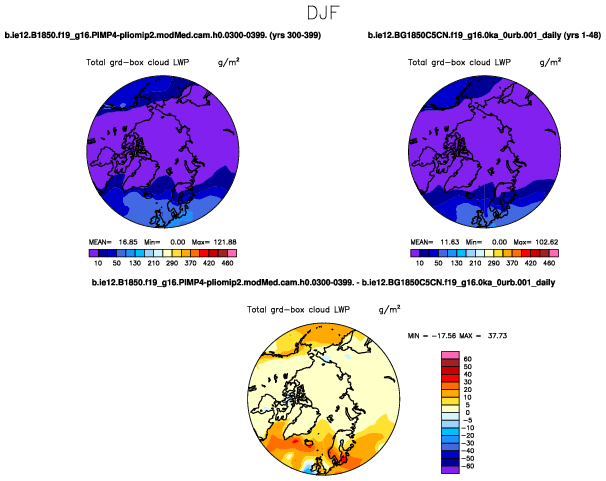 DJF
b.ie12.B1850.f19_g16.PIMP4-pliomip2.modMed.cam.h0.0300-0399. (yrs 300-399)
b.ie12.BG1850C5CN.f19_g16.0ka_0urb.001_daily (yrs 1-48)
Total grd-box cloud LWP g/m²
Total grd-box cloud LWP g/m²
MEAN= 16.85 Min= 0.00 Max= 121.88
MEAN= 11.63 Min= 0.00 Max= 102.62
10 50 130 210 290 370 420 460
10 50 130 210 290 370 420 460
b.ie12.B1850.f19_g16.PIMP4-pliomip2.modMed.cam.h0.0300-0399. - b.ie12.BG1850C5CN.f19_g16.0ka_0urb.001_daily
Total grd-box cloud LWP g/m²
MIN = -17.56 MAX = 37.73
60
50
40
30
20
10
5
0
-5
-10
-15
-20
-30
-40
-50
-60